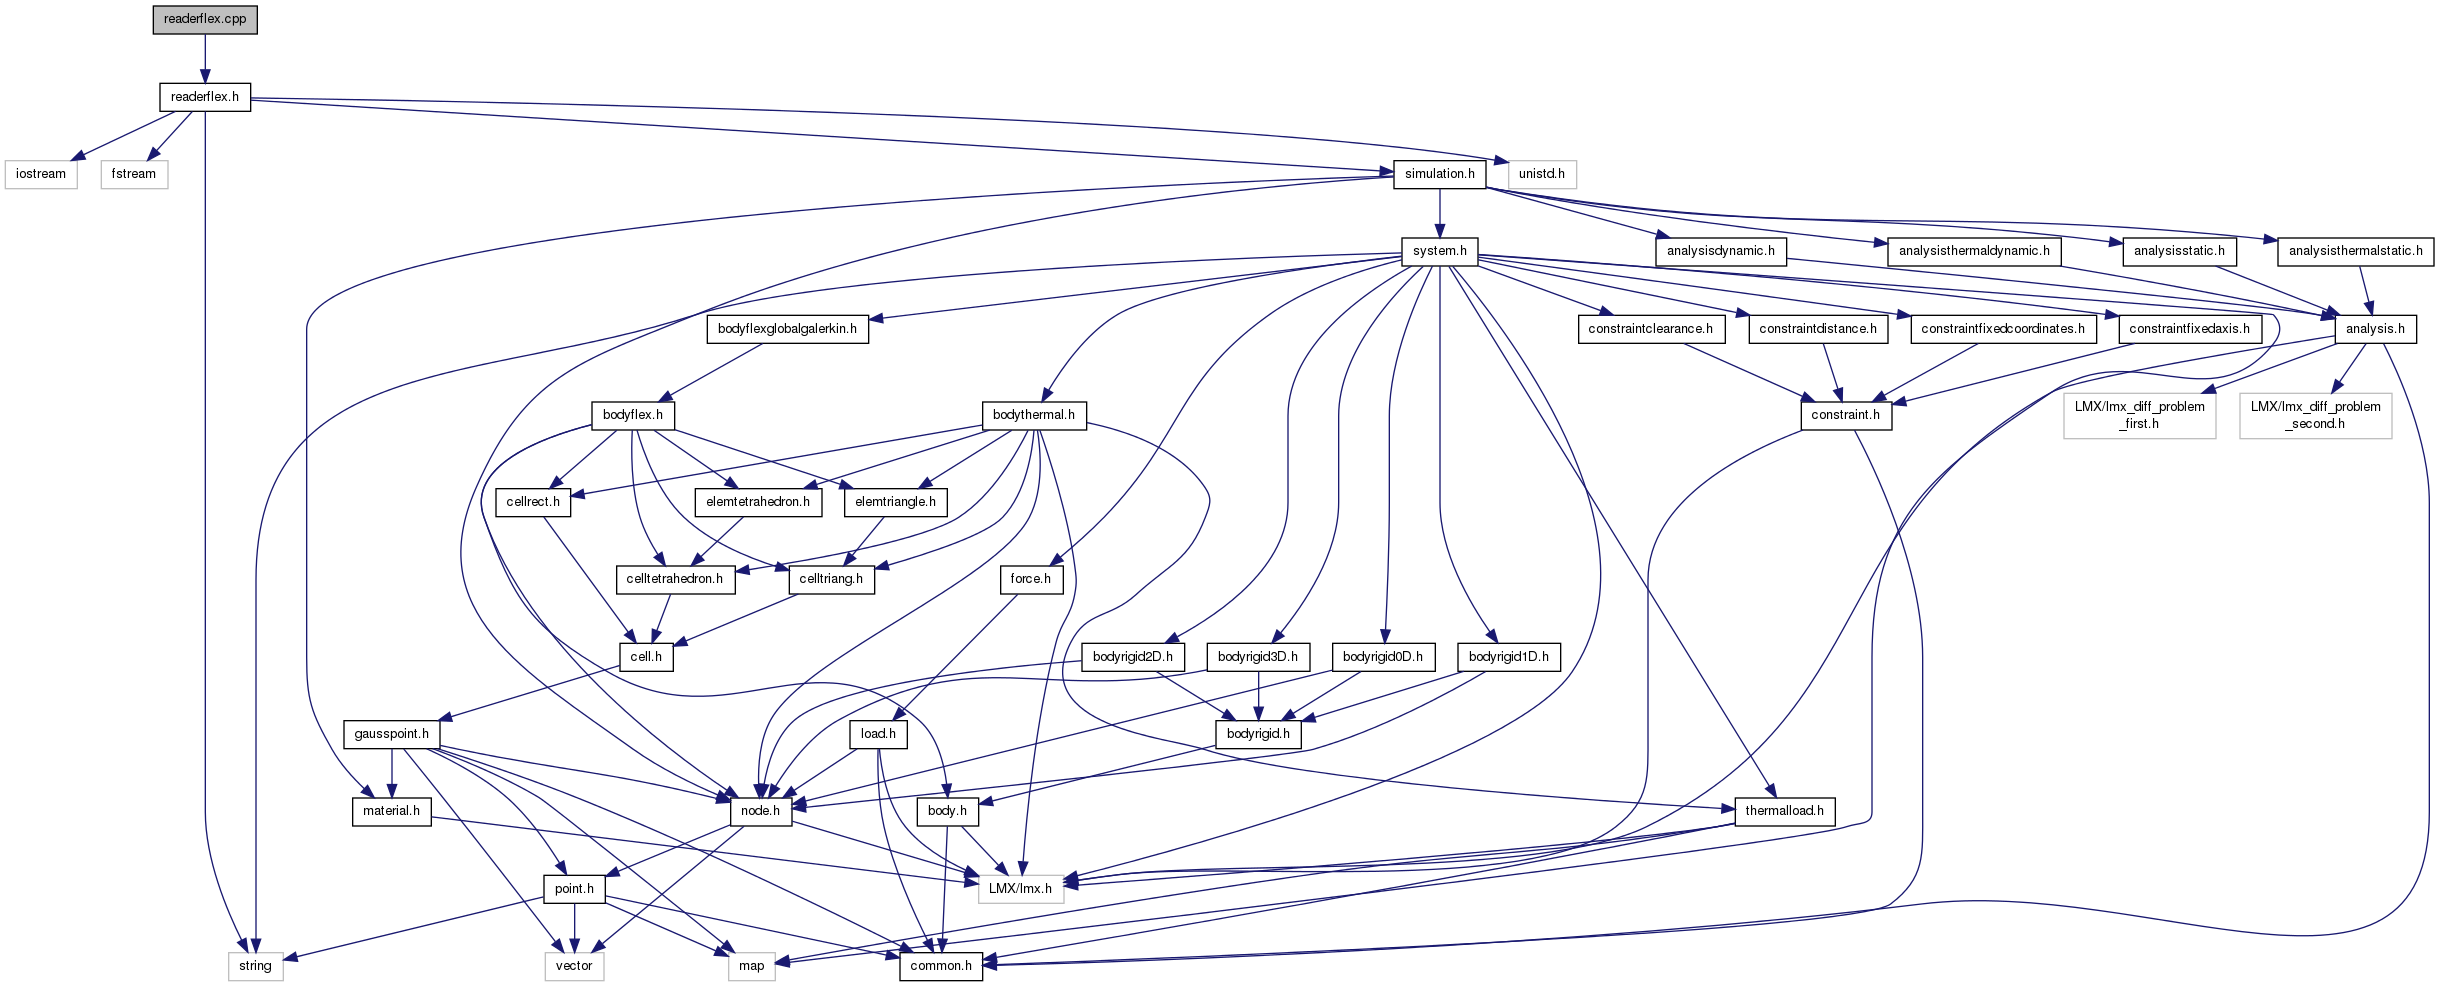 readerflex.cpp
readerflex.h
iostream
fstream
simulation.h
unistd.h
system.h
analysisdynamic.h
analysisthermaldynamic.h
analysisstatic.h
analysisthermalstatic.h
bodyflexglobalgalerkin.h
constraintclearance.h
constraintdistance.h
constraintfixedcoordinates.h
constraintfixedaxis.h
analysis.h
bodyflex.h
bodythermal.h
constraint.h
LMX/lmx_diff_problem
_first.h
LMX/lmx_diff_problem
_second.h
cellrect.h
elemtetrahedron.h
elemtriangle.h
celltetrahedron.h
celltriang.h
force.h
cell.h
bodyrigid2D.h
bodyrigid3D.h
bodyrigid0D.h
bodyrigid1D.h
gausspoint.h
load.h
bodyrigid.h
material.h
node.h
body.h
thermalload.h
point.h
LMX/lmx.h
string
vector
map
common.h